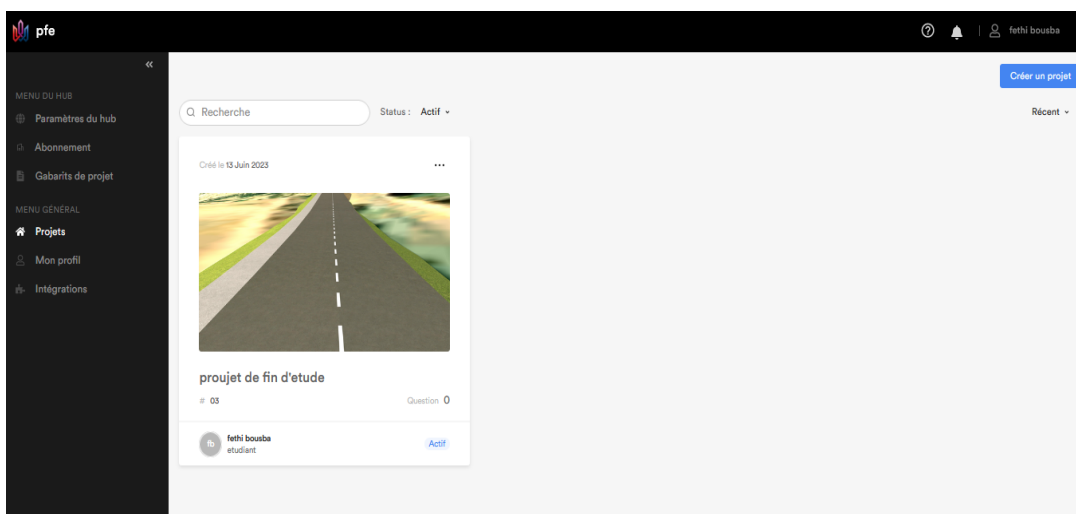 pfe
fethi bousba
«
MENU DU HUB
Paramètres du hub
Abonnement
Gabarits de projet
MENU GÉNÉRAL
Projets
Mon profil
Intégrations
Créer un projet
Recherche
Status : Actif
Récent
Créé le 13 Juin 2023
...
proujet de fin d'etude
# 03
Question 0
fb
fethi bousba
etudiant
Actif